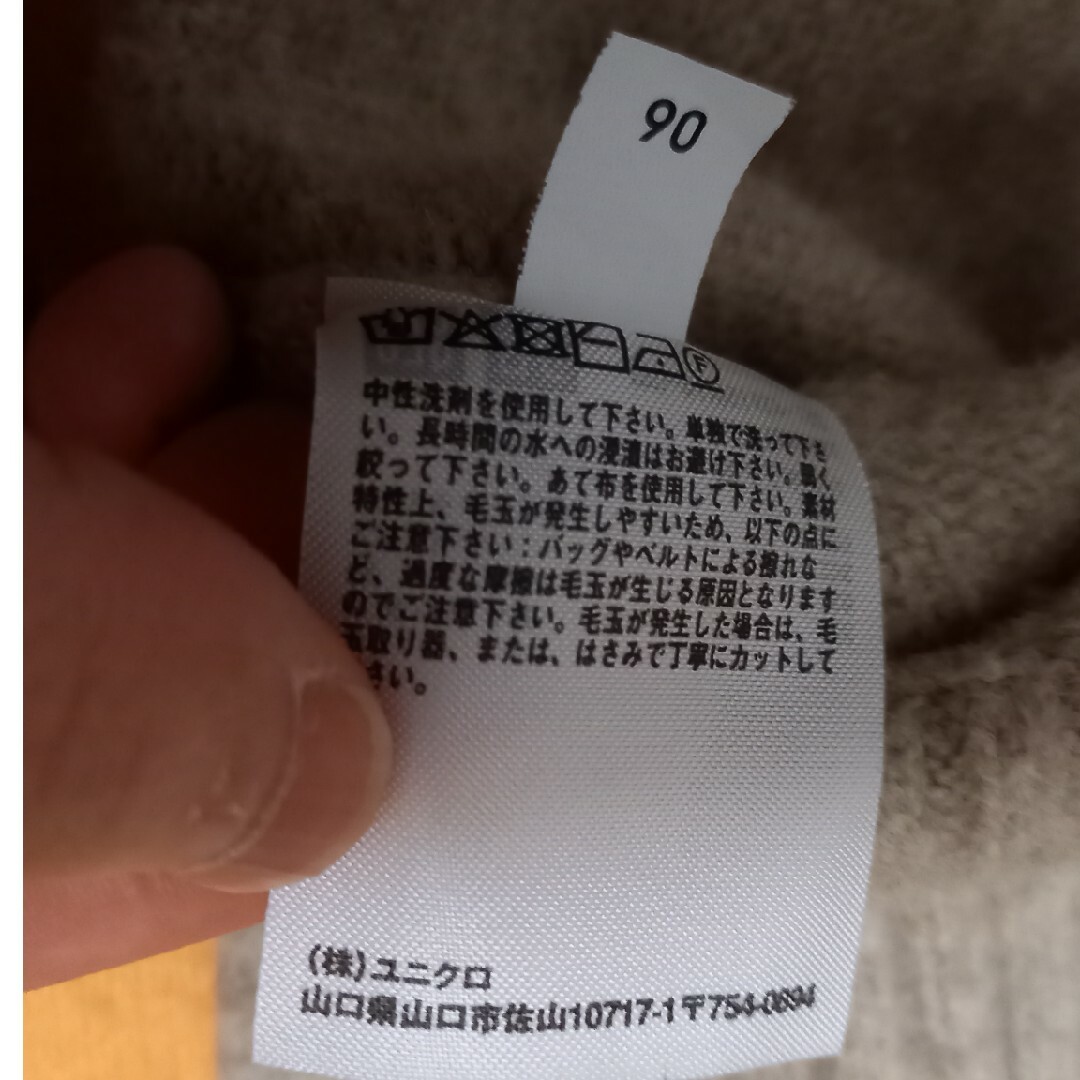 90
F
中性洗剤を使用して下さい。単独で洗って下さ
い。長時間の水への浸漬はお避け下さい。弱く
絞って下さい。あて布を使用して下さい。素材
特性上、毛玉が発生しやすいため、以下の点に
ご注意下さい：バッグやベルトによる擦れな
ど、過度な摩擦は毛玉が生じる原因となります
のでご注意下さい。毛玉が発生した場合は、毛
玉取り器、または、はさみで丁寧にカットして
さい。
(株)ユニクロ
山口県山口市佐山10717-1〒754-0894